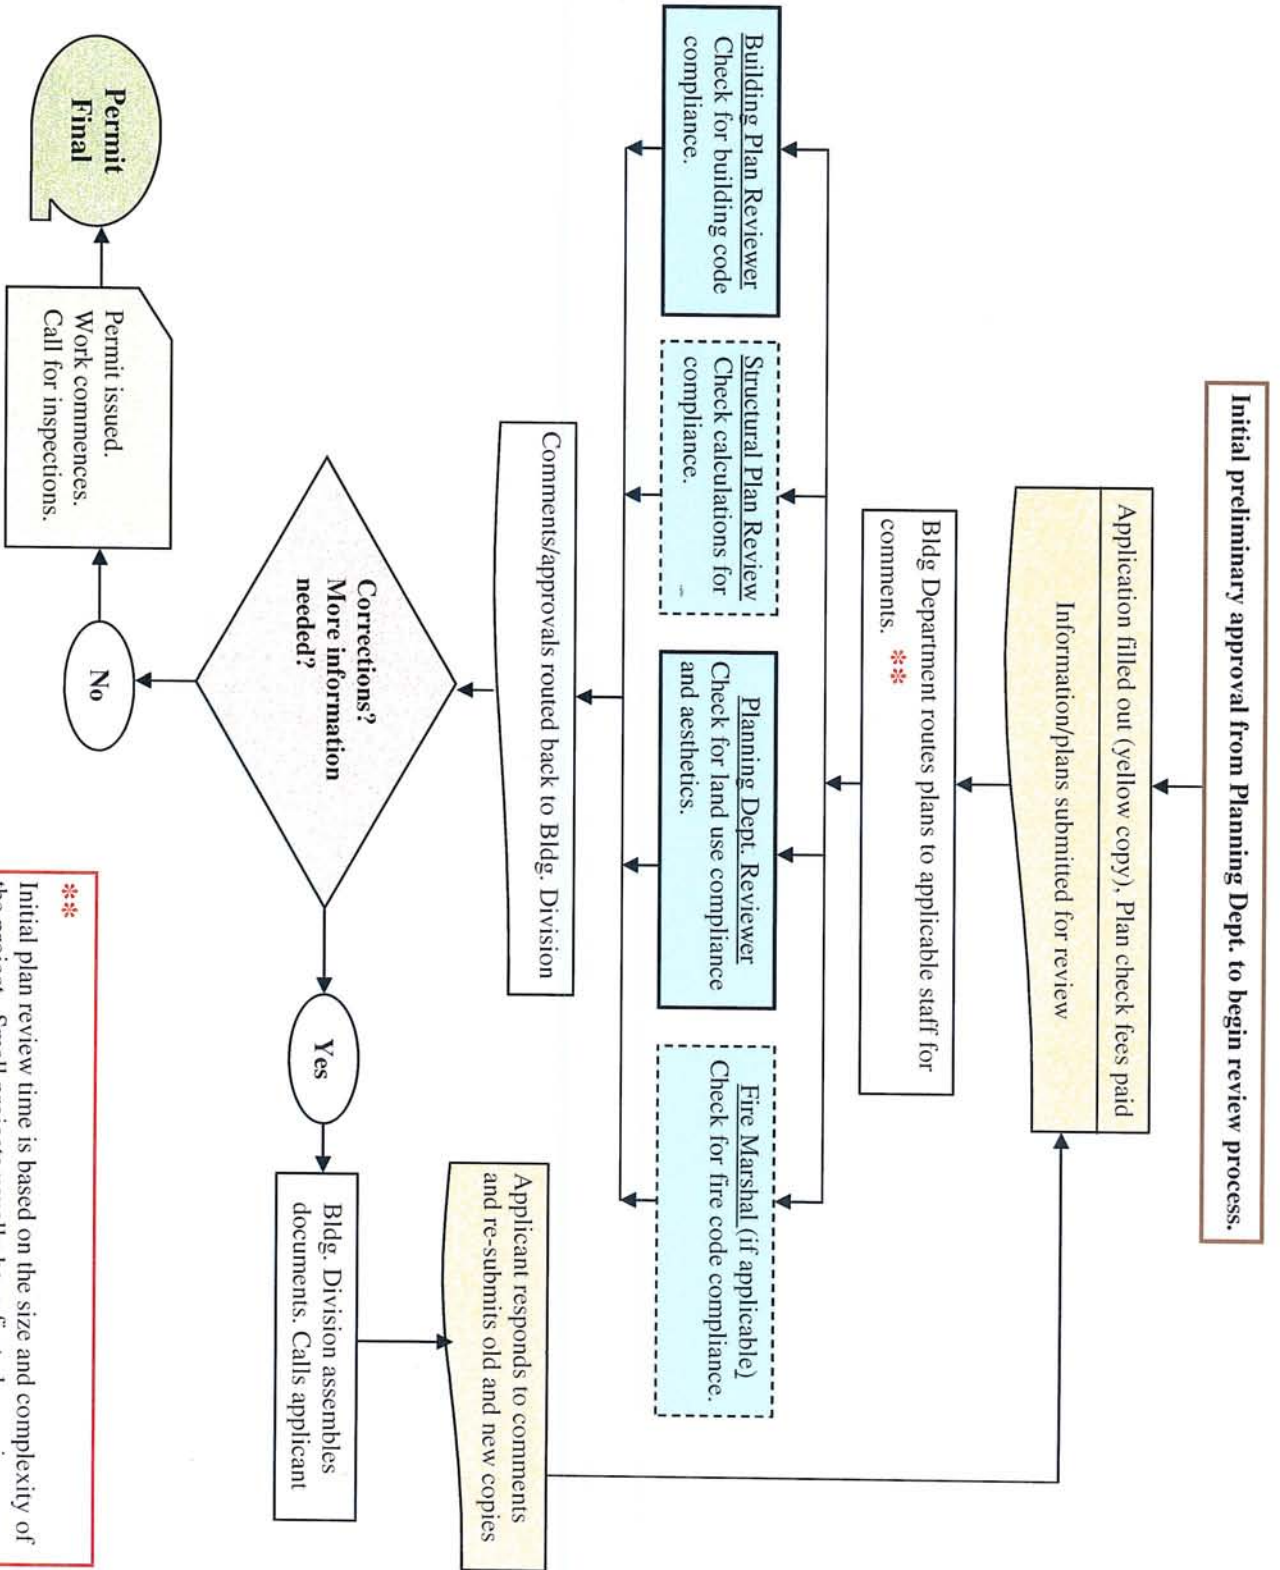 Initial preliminary approval from Planning Dept. to begin review process.
Application filled out (yellow copy), Plan check fees paid
Information/plans submitted for review
Bldg Department routes plans to applicable staff for
comments. **
Building Plan Reviewer
Check for building code
compliance.
Structural Plan Review
Check calculations for
compliance.
Planning Dept. Reviewer
Check for land use compliance
and aesthetics.
Fire Marshal (if applicable)
Check for fire code compliance.
Comments/approvals routed back to Bldg. Division
Applicant responds to comments
and re-submits old and new copies
Corrections?
More information
needed?
Yes
Bldg. Division assembles
documents. Calls applicant
No
Permit issued.
Work commences.
Call for inspections.
Permit
Final
**
Initial plan review time is based on the size and complexity of